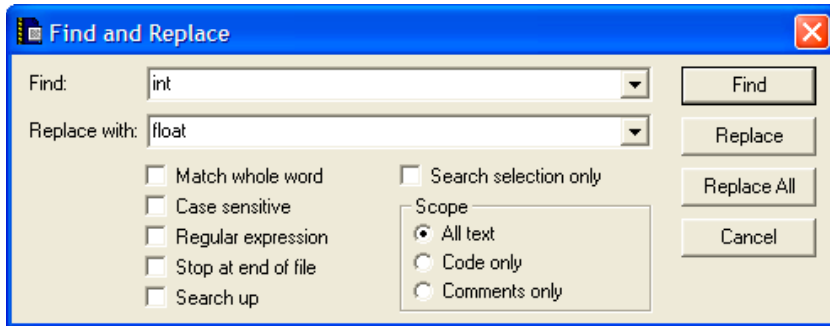 Find and Replace
Find: int
Find
Replace with: float
Replace
Match whole word
Search selection only
Replace All
Case sensitive
Scope
Regular expression
All text
Cancel
Stop at end of file
Code only
Search up
Comments only